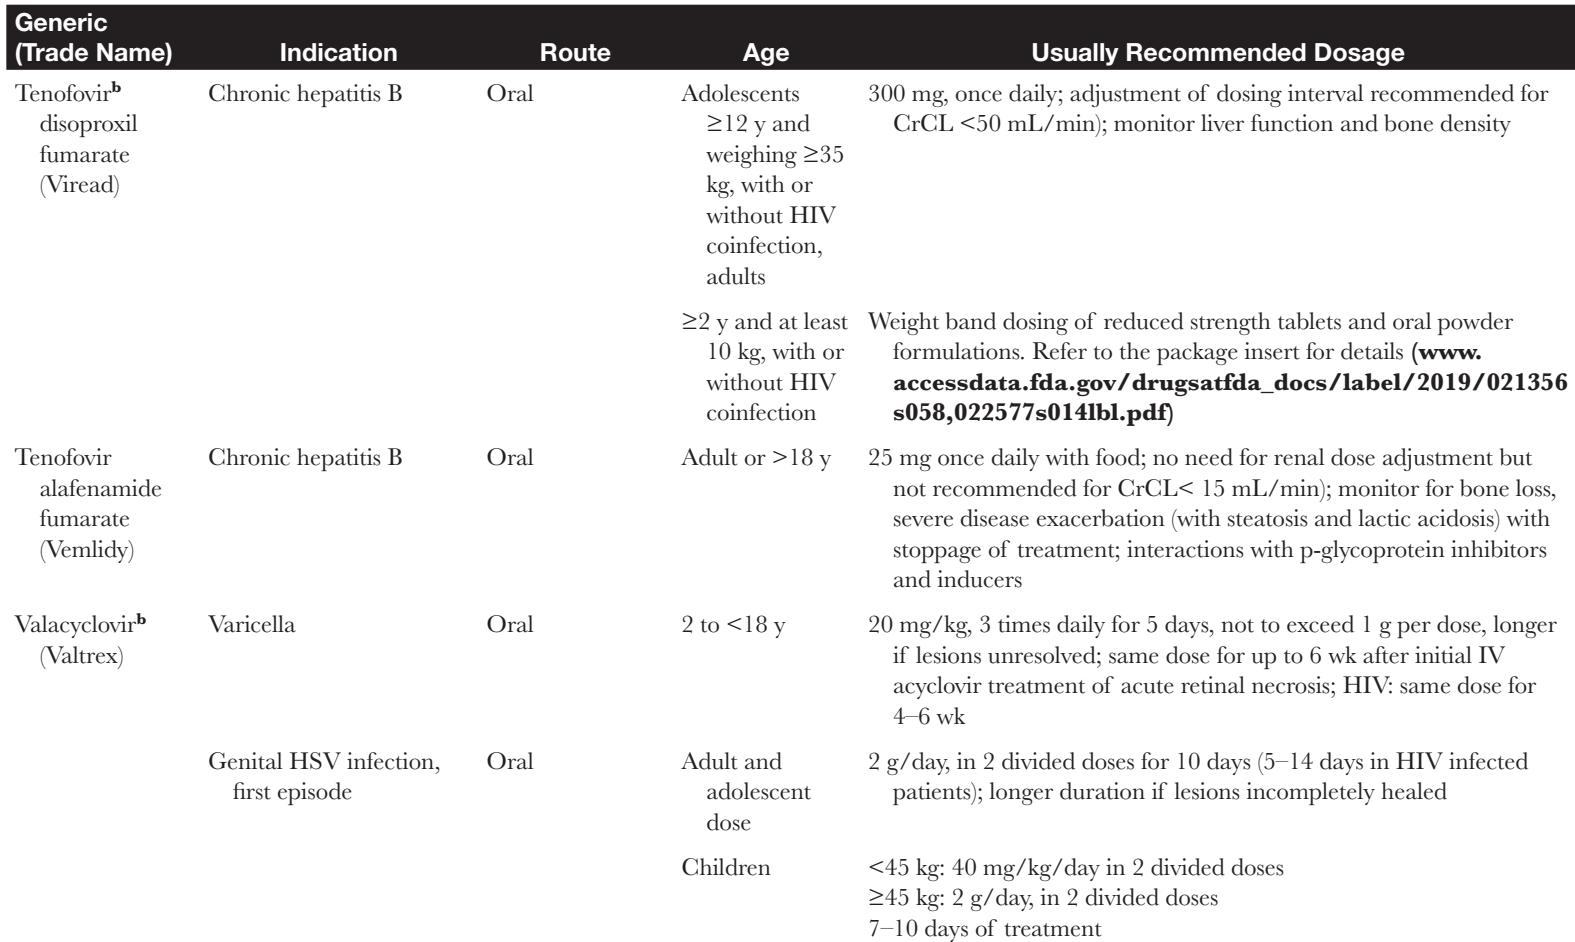 Generic
(Trade Name) Indication Route Age Usually Recommended Dosage
Tenofovirb Chronic hepatitis B Oral Adolescents 300 mg, once daily; adjustment of dosing interval recommended for
disoproxil ≥12 y and CrCL <50 mL/min); monitor liver function and bone density
fumarate weighing ≥35
(Viread) kg, with or
without HIV
coinfection,
adults
≥2 y and at least Weight band dosing of reduced strength tablets and oral powder
10 kg, with or formulations. Refer to the package insert for details (www.
without HIV accessdata.fda.gov/drugsatfda_docs/label/2019/021356
coinfection s058,022577s014lbl.pdf)
Tenofovir Chronic hepatitis B Oral Adult or >18 y 25 mg once daily with food; no need for renal dose adjustment but
alafenamide not recommended for CrCL< 15 mL/min); monitor for bone loss,
fumarate severe disease exacerbation (with steatosis and lactic acidosis) with
(Vemlidy) stoppage of treatment; interactions with p-glycoprotein inhibitors
and inducers
Valacyclovirb Varicella Oral 2 to <18 y 20 mg/kg, 3 times daily for 5 days, not to exceed 1 g per dose, longer
(Valtrex) if lesions unresolved; same dose for up to 6 wk after initial IV
acyclovir treatment of acute retinal necrosis; HIV: same dose for
4–6 wk
Genital HSV infection, Oral Adult and 2 g/day, in 2 divided doses for 10 days (5–14 days in HIV infected
first episode adolescent patients); longer duration if lesions incompletely healed
dose
Children <45 kg: 40 mg/kg/day in 2 divided doses
≥45 kg: 2 g/day, in 2 divided doses
7–10 days of treatment